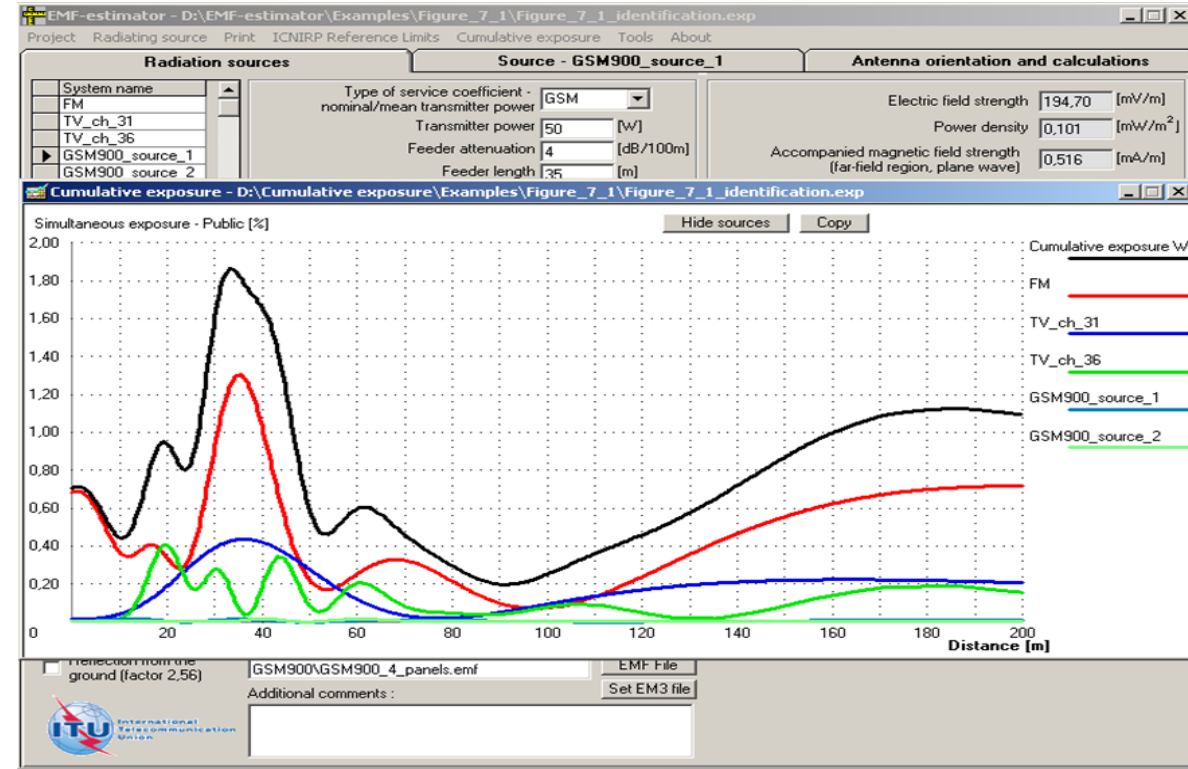 EMF-estimator - D:\EMF-estimator\Examples\Figure_7_1\Figure_7_1_identification.exp
Project Radiating source Print ICNIRP Reference Limits Cumulative exposure Tools About
Radiation sources
Source - GSM900_source_1
Antenna orientation and calculations
System name
FM
TV_ch_31
TV_ch_36
GSM900_source_1
GSM900 source 2
Type of service coefficient -
nominal/mean transmitter power GSM
Transmitter power 50 [W]
Feeder attenuation 4 [dB/100m]
Feeder length 35 [m]
Electric field strength 194,70 [mV/m]
Power density 0,101 [mW/m²]
Accompanied magnetic field strength
(far-field region, plane wave) 0,516 [mA/m]
Cumulative exposure - D:\Cumulative exposure\Examples\Figure_7_1\Figure_7_1_identification.exp
Simultaneous exposure - Public [%]
Hide sources
Copy
2,00
1,80
1,60
1,40
1,20
1,00
0,80
0,60
0,40
0,20
0 20 40 60 80 100 120 140 160 180 200
Distance [m]
Cumulative exposure W
FM
TV_ch_31
TV_ch_36
GSM900_source_1
GSM900_source_2
reflection from the
ground (factor 2,56)
GSM900\GSM900_4_panels.emf
EMF File
Additional comments :
Set EM3 file
ITU
International
Telecommunication
Union